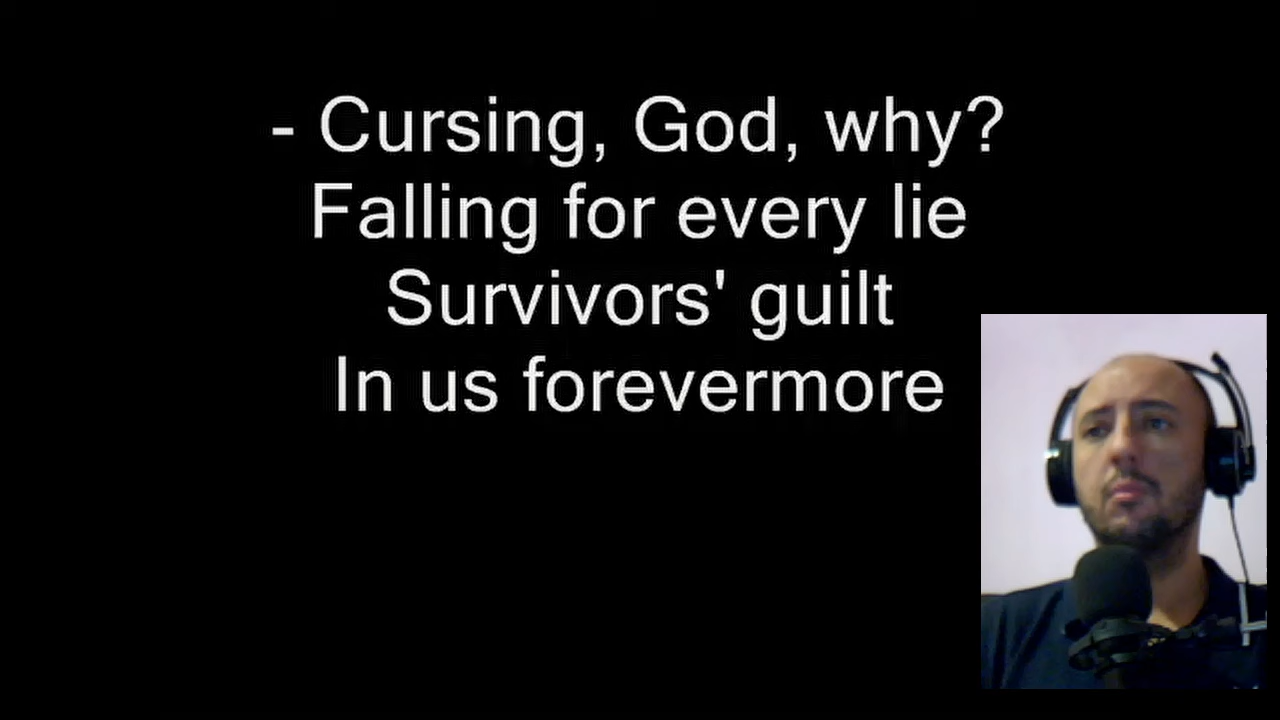 - Cursing, God, why?
Falling for every lie
Survivors' guilt
In us forevermore